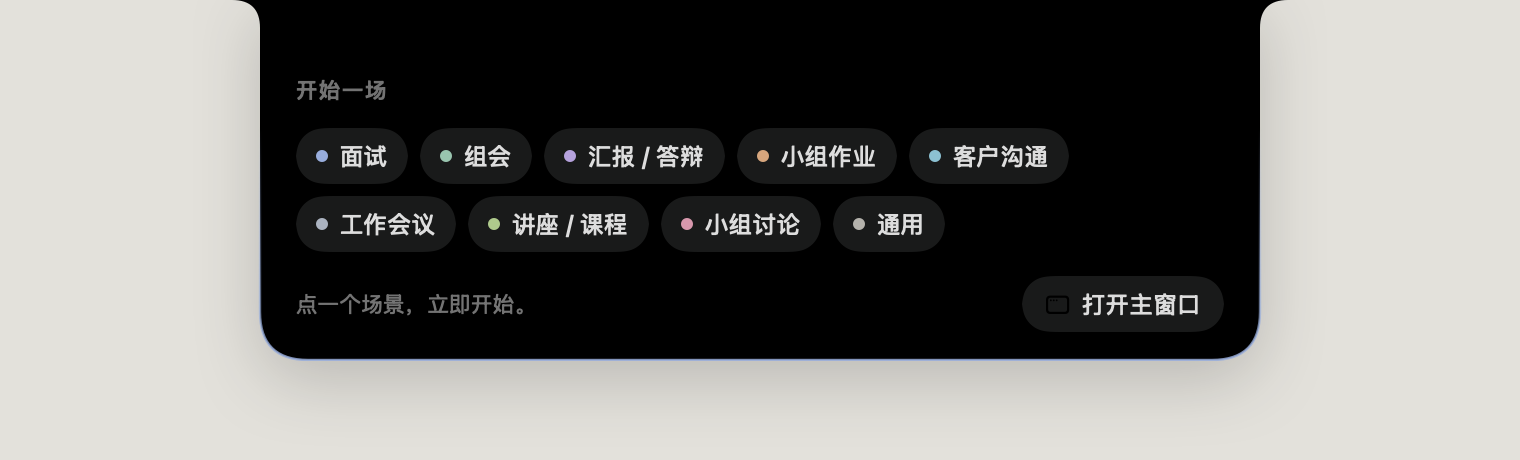 开始一场
面试 组会 汇报 / 答辩 小组作业 客户沟通
工作会议 讲座 / 课程 小组讨论 通用
点一个场景，立即开始。 打开主窗口